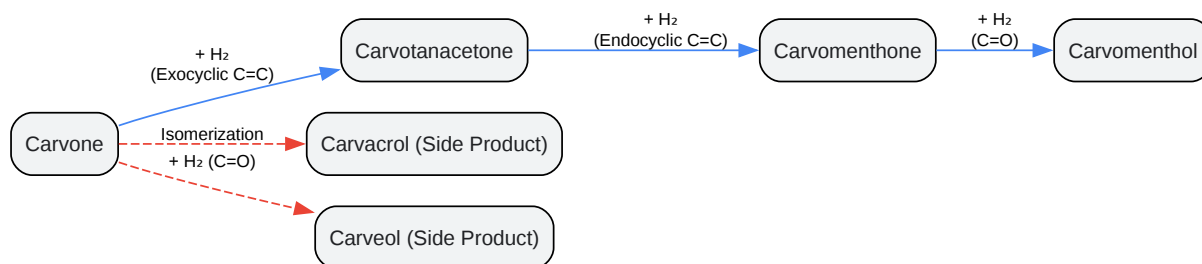 + H₂
(Exocyclic C=C)
Carvotanacetone
+ H₂
(Endocyclic C=C)
Carvomenthone
+ H₂
(C=O)
Carvomenthol
Carvone
Isomerization
Carvacrol (Side Product)
+ H₂ (C=O)
Carveol (Side Product)